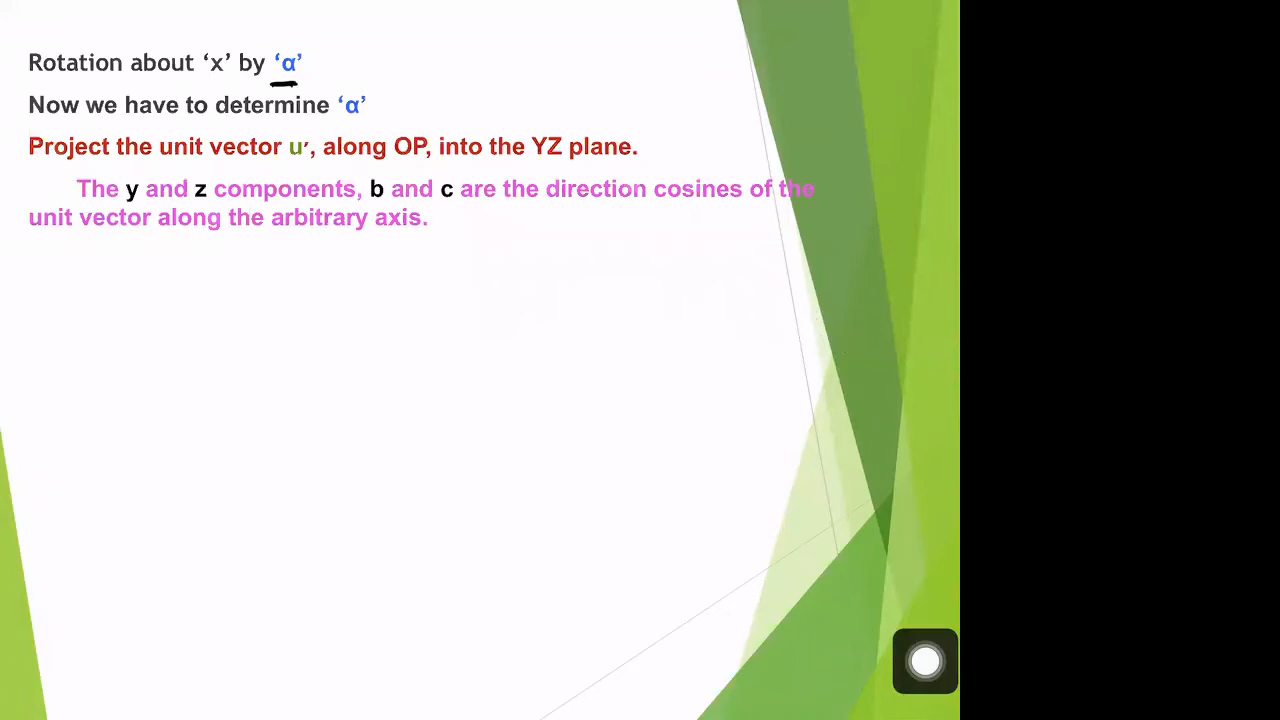 Rotation about ‘x’ by ‘α’
Now we have to determine ‘α’
Project the unit vector u′, along OP, into the YZ plane.
The y and z components, b and c are the direction cosines of the
unit vector along the arbitrary axis.